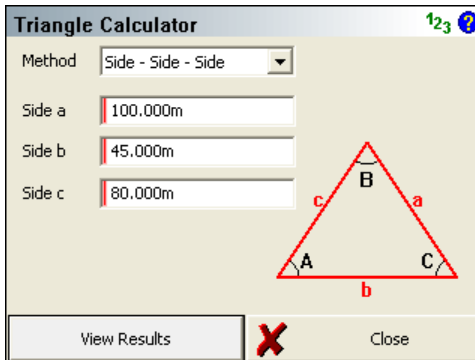 Triangle Calculator 123 ?
Method Side - Side - Side
Side a 100.000m
Side b 45.000m
Side c 80.000m
B
c a
A C
b
View Results Close